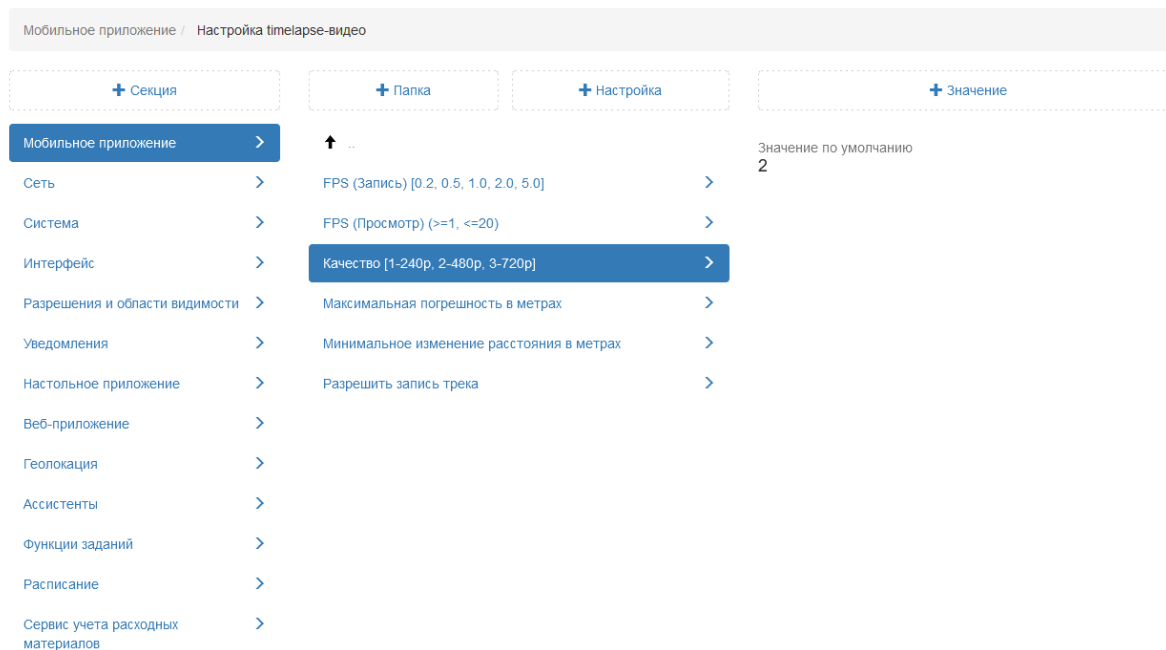 Мобильное приложение / Настройка timelapse-видео
+ Секция
+ Папка
+ Настройка
+ Значение
Мобильное приложение
Сеть
Система
Интерфейс
Разрешения и области видимости
Уведомления
Настольное приложение
Веб-приложение
Геолокация
Ассистенты
Функции заданий
Расписание
Сервис учета расходных
материалов
..
FPS (Запись) [0.2, 0.5, 1.0, 2.0, 5.0]
FPS (Просмотр) (>=1, <=20)
Качество [1-240p, 2-480p, 3-720p]
Максимальная погрешность в метрах
Минимальное изменение расстояния в метрах
Разрешить запись трека
Значение по умолчанию
2